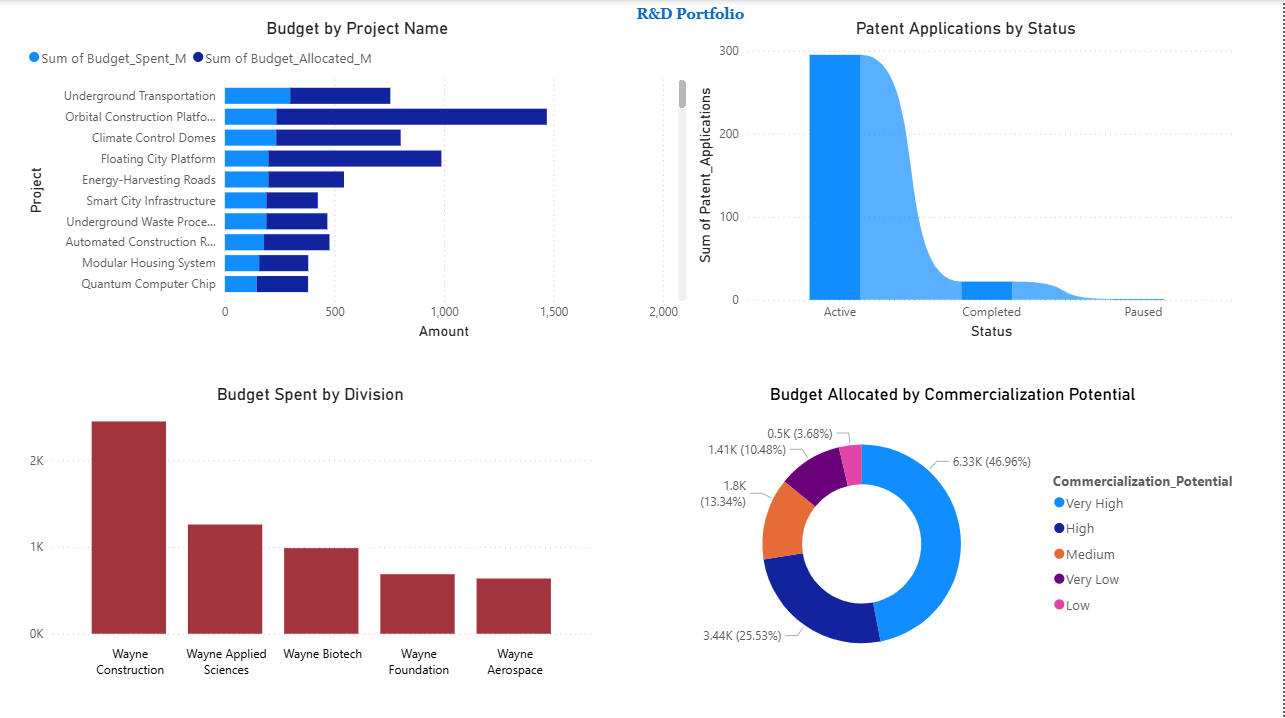 R&D Portfolio
Budget by Project Name
Sum of Budget_Spent_M Sum of Budget_Allocated_M
Project
Underground Transportation
Orbital Construction Platfo...
Climate Control Domes
Floating City Platform
Energy-Harvesting Roads
Smart City Infrastructure
Underground Waste Proce...
Automated Construction R...
Modular Housing System
Quantum Computer Chip
0 500 1,000 1,500 2,000
Amount
Patent Applications by Status
Sum of Patent_Applications
300
200
100
0
Active Completed Paused
Status
Budget Spent by Division
2K
1K
0K
Wayne Construction
Wayne Applied Sciences
Wayne Biotech
Wayne Foundation
Wayne Aerospace
Budget Allocated by Commercialization Potential
0.5K (3.68%)
1.41K (10.48%)
1.8K
(13.34%)
3.44K (25.53%)
6.33K (46.96%)
Commercialization_Potential
Very High
High
Medium
Very Low
Low